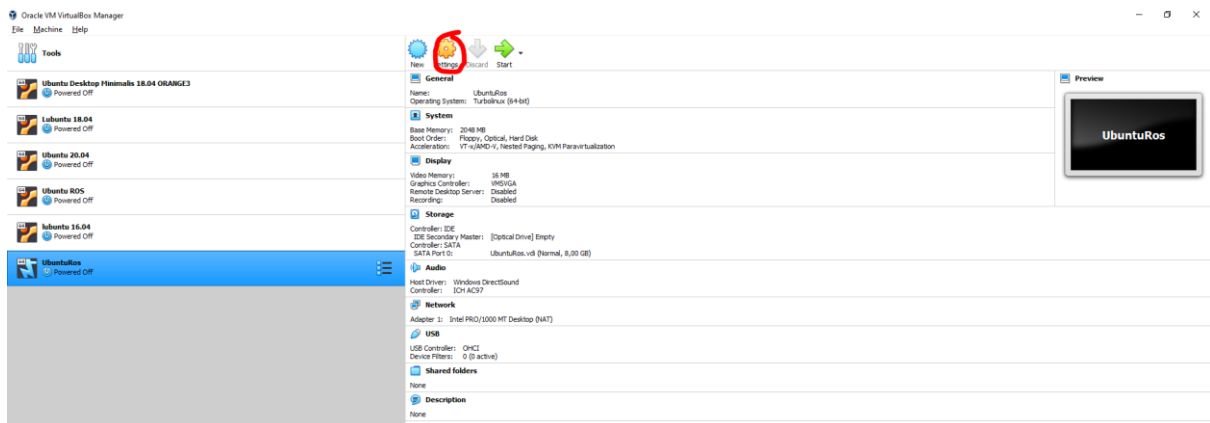 Oracle VM VirtualBox Manager
File Machine Help
Tools
Ubuntu Desktop Minimalis 18.04 ORANGE3
Powered Off
Lubuntu 18.04
Powered Off
Ubuntu 20.04
Powered Off
Ubuntu ROS
Powered Off
lubuntu 16.04
Powered Off
UbuntuRos
Powered Off
New Settings Discard Start
General
Name: UbuntuRos
Operating System: Turbolinux (64-bit)
System
Base Memory: 2048 MB
Boot Order: Floppy, Optical, Hard Disk
Acceleration: VT-x/AMD-V, Nested Paging, KVM Paravirtualization
Display
Video Memory: 16 MB
Graphics Controller: VMSVGA
Remote Desktop Server: Disabled
Recording: Disabled
Storage
Controller: IDE
IDE Secondary Master: [Optical Drive] Empty
Controller: SATA
SATA Port 0: UbuntuRos.vdi (Normal, 8,00 GB)
Audio
Host Driver: Windows DirectSound
Controller: ICH AC97
Network
Adapter 1: Intel PRO/1000 MT Desktop (NAT)
USB
USB Controller: OHCI
Device Filters: 0 (0 active)
Shared folders
None
Description
None
Preview
UbuntuRos